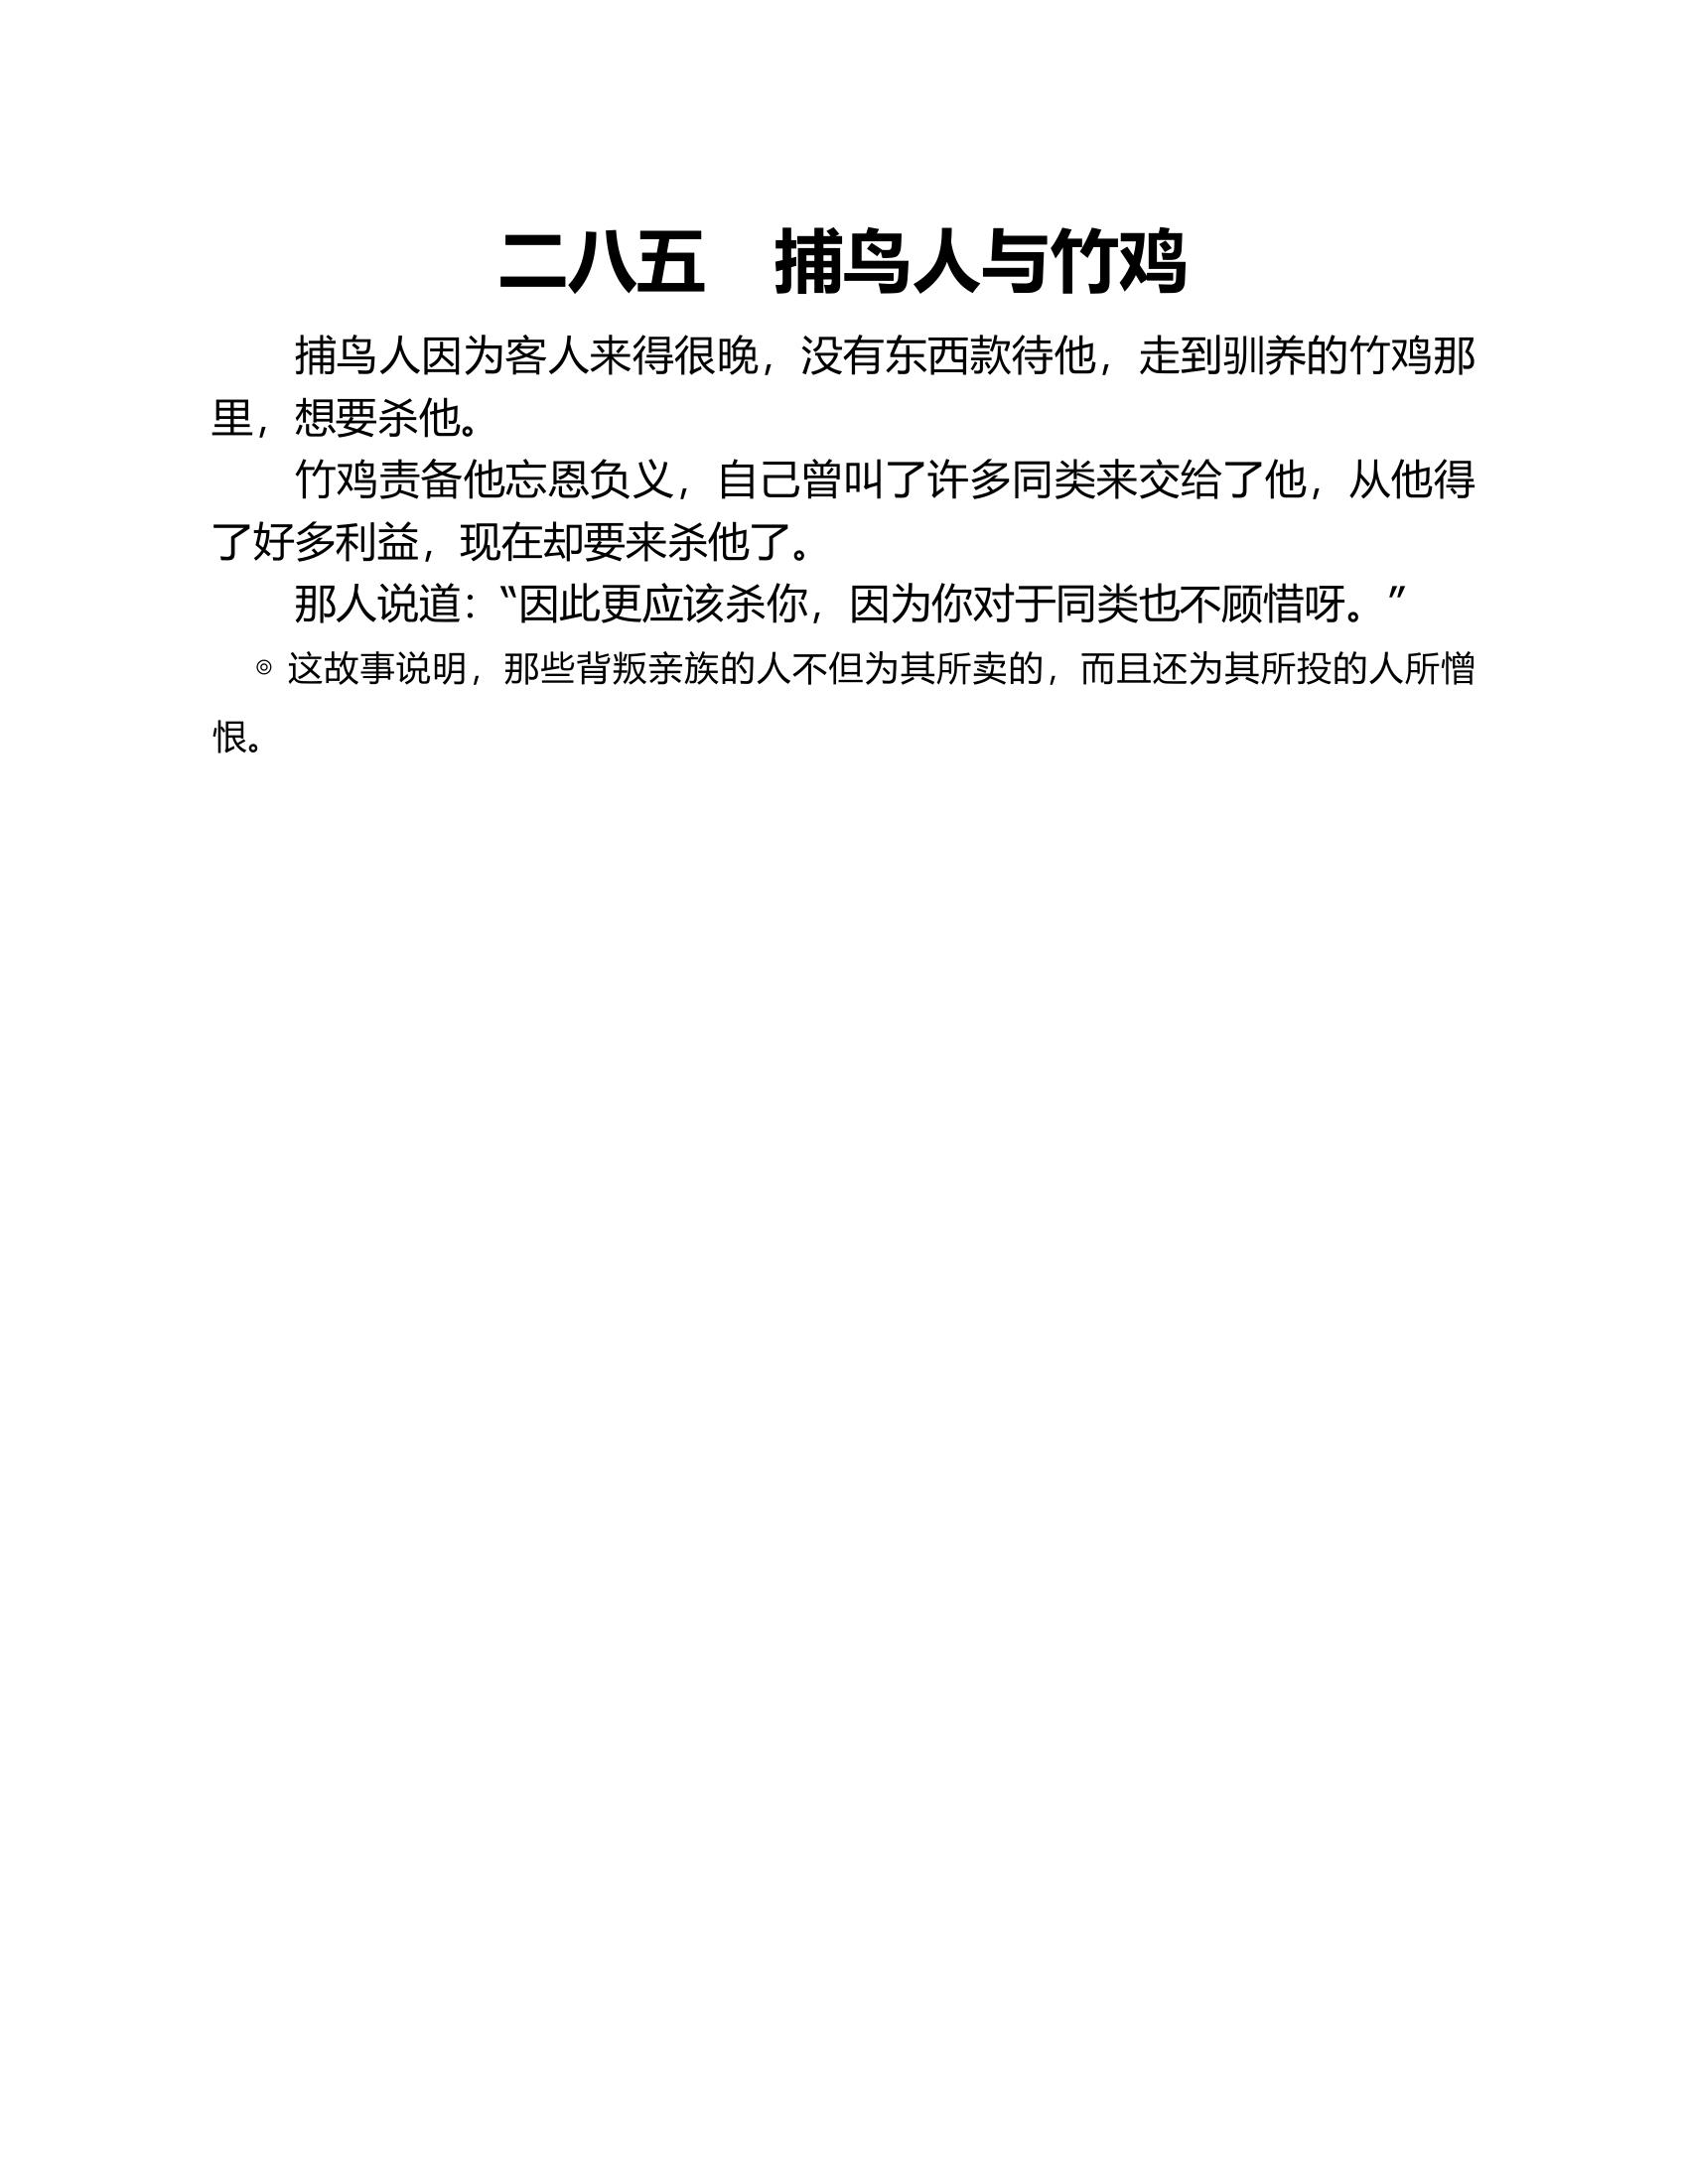 二八五　捕鸟人与竹鸡
捕鸟人因为客人来得很晚，没有东西款待他，走到驯养的竹鸡那
里，想要杀他。
竹鸡责备他忘恩负义，自己曾叫了许多同类来交给了他，从他得
了好多利益，现在却要来杀他了。
那人说道：“因此更应该杀你，因为你对于同类也不顾惜呀。”
◎ 这故事说明，那些背叛亲族的人不但为其所卖的，而且还为其所投的人所憎
恨。